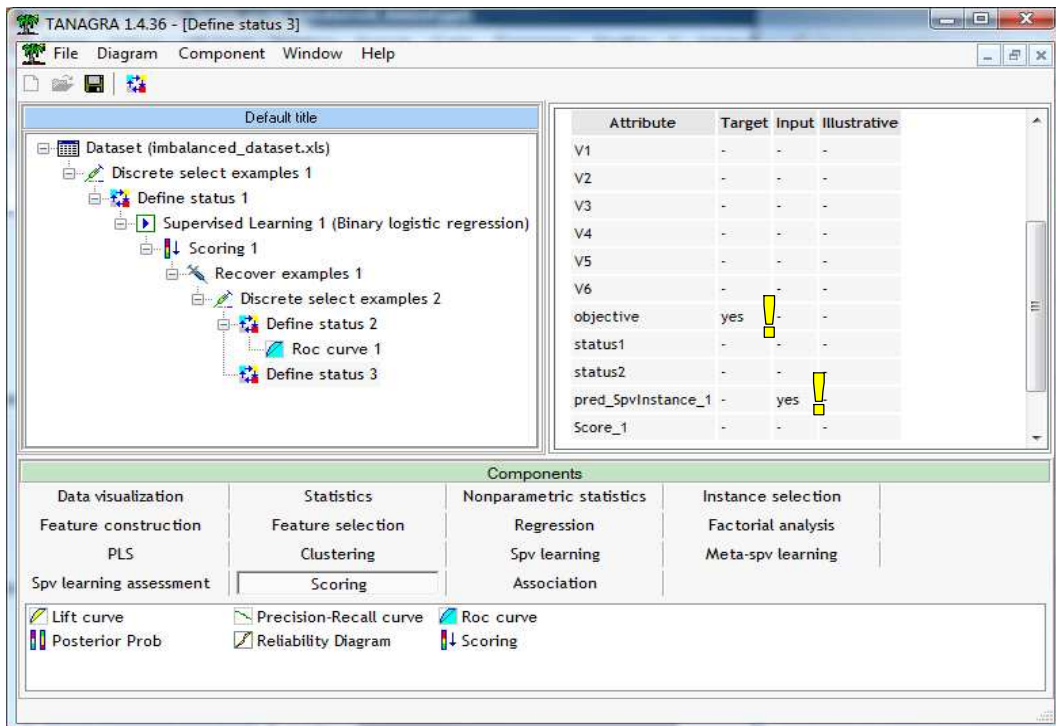 TANAGRA 1.4.36 - [Define status 3]
File Diagram Component Window Help
Default title
Dataset (imbalanced_dataset.xls)
Discrete select examples 1
Define status 1
Supervised Learning 1 (Binary logistic regression)
Scoring 1
Recover examples 1
Discrete select examples 2
Define status 2
Roc curve 1
Define status 3
Attribute Target Input Illustrative
V1 - - -
V2 - - -
V3 - - -
V4 - - -
V5 - - -
V6 - - -
objective yes - -
status1 - - -
status2 - - -
pred_SpvInstance_1 - yes -
Score_1 - - -
!
!
Components
Data visualization Statistics Nonparametric statistics Instance selection
Feature construction Feature selection Regression Factorial analysis
PLS Clustering Spv learning Meta-spv learning
Spv learning assessment Scoring Association
Lift curve Precision-Recall curve Roc curve
Posterior Prob Reliability Diagram Scoring